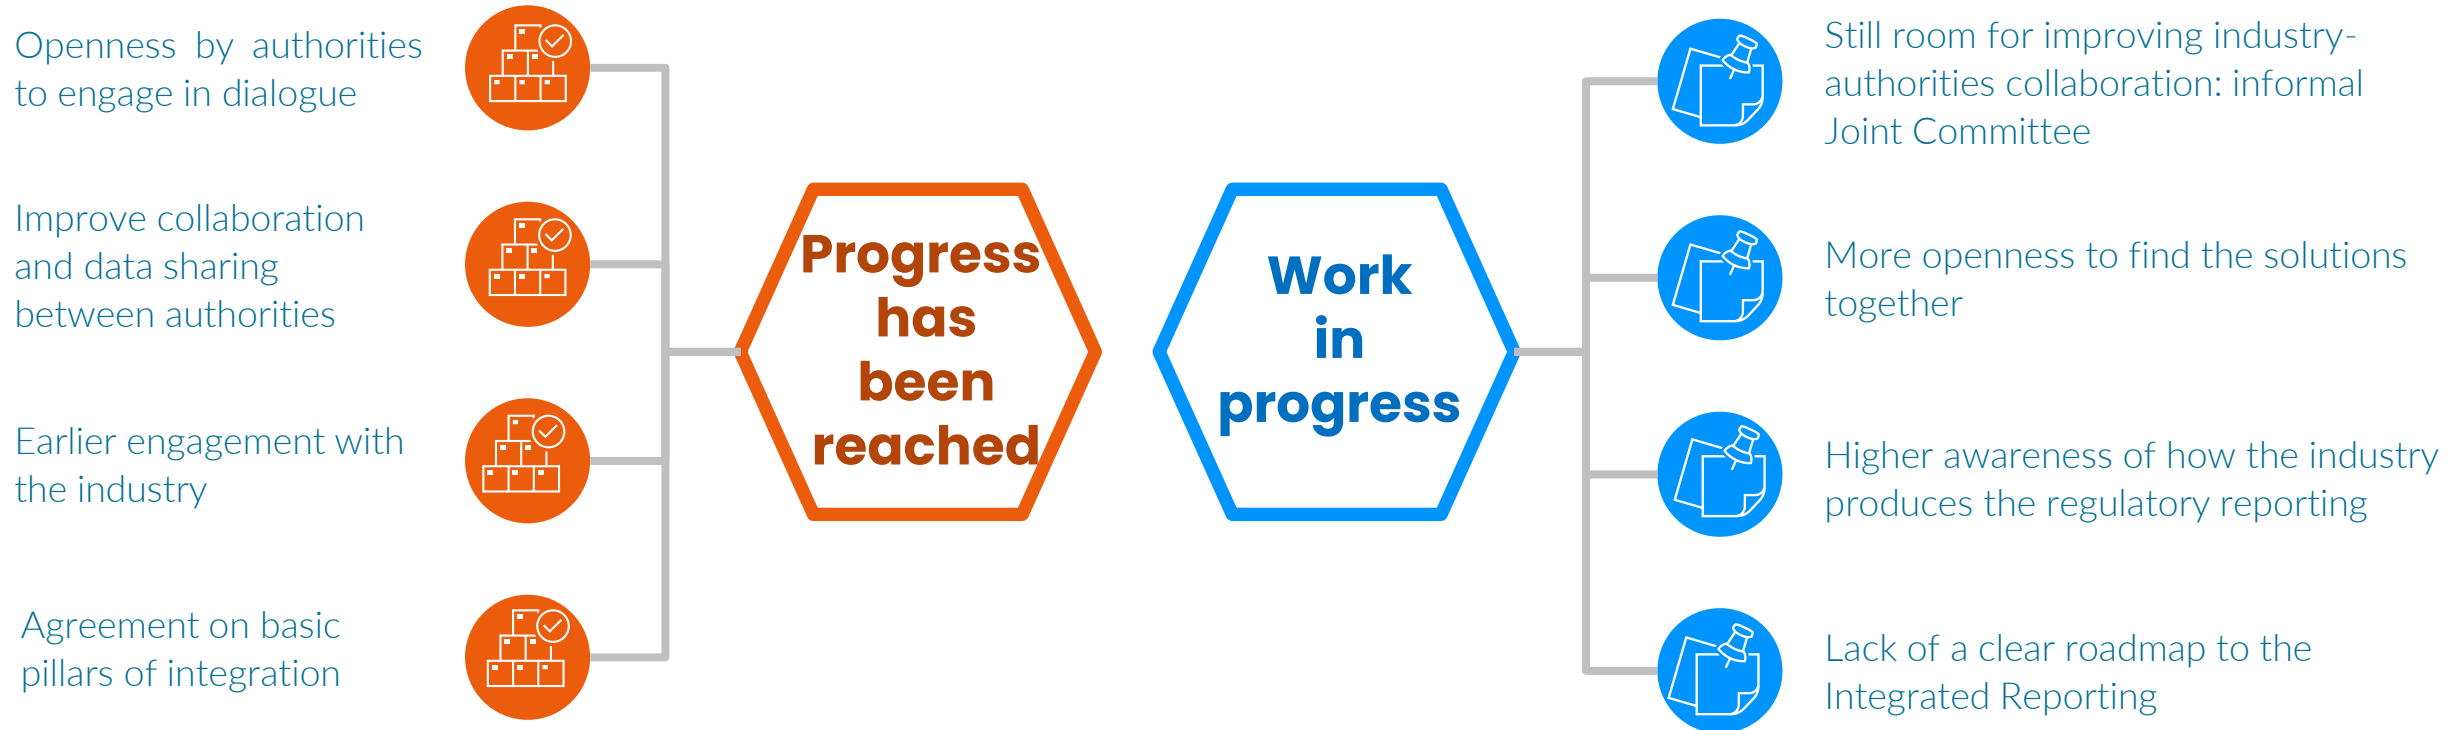 Openness by authorities
to engage in dialogue
Improve collaboration
and data sharing
between authorities
Earlier engagement with
the industry
Agreement on basic
pillars of integration
Progress
has
been
reached
Work
in
progress
Still room for improving industry-
authorities collaboration: informal
Joint Committee
More openness to find the solutions
together
Higher awareness of how the industry
produces the regulatory reporting
Lack of a clear roadmap to the
Integrated Reporting